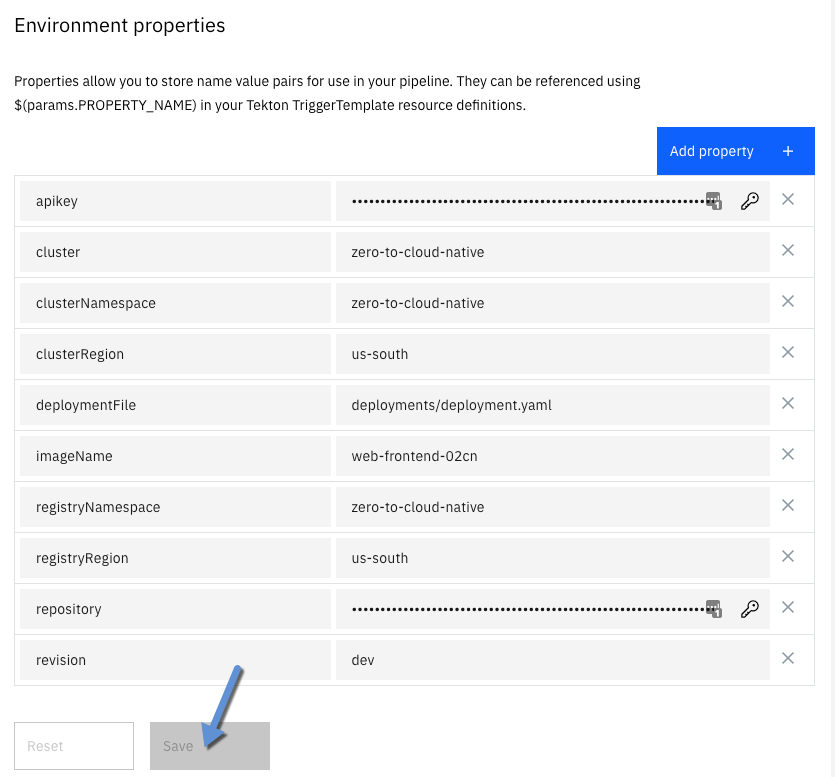 Environment properties
Properties allow you to store name value pairs for use in your pipeline. They can be referenced using
$(params.PROPERTY_NAME) in your Tekton TriggerTemplate resource definitions.
Add property +
apikey ••••••••••••••••••••••••••••••••••••••••••••••••••••••••••••••••
cluster zero-to-cloud-native
clusterNamespace zero-to-cloud-native
clusterRegion us-south
deploymentFile deployments/deployment.yaml
imageName web-frontend-02cn
registryNamespace zero-to-cloud-native
registryRegion us-south
repository ••••••••••••••••••••••••••••••••••••••••••••••••••••••••••••••••
revision dev
Reset Save